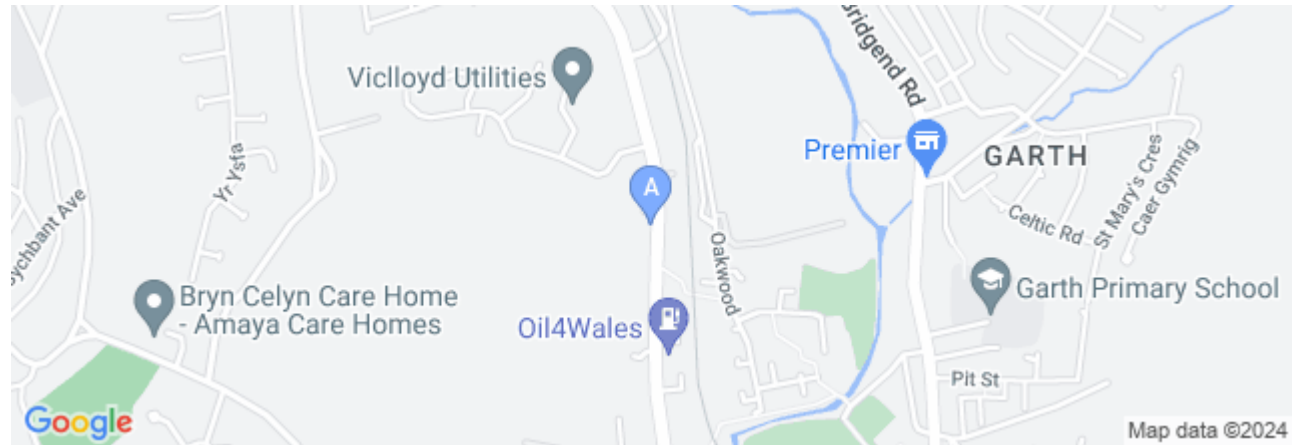 Viclloyd Utilities
Bridgend Rd
Premier
GARTH
A
Yr Ysfa
St Mary's Cres
Caer Gymrig
Celtic Rd
Oakwood
Bryn Celyn Care Home
- Amaya Care Homes
Garth Primary School
Oil4Wales
Pit St
Google
Map data ©2024